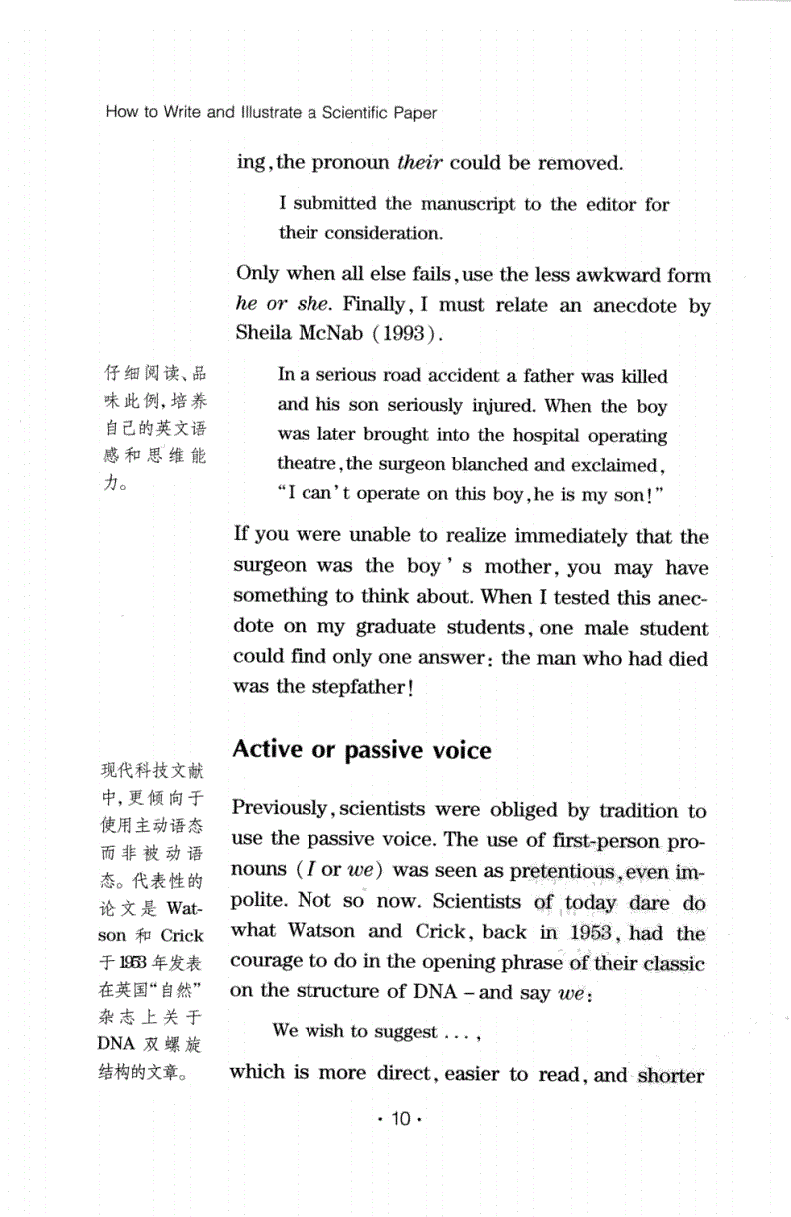 How to Write and Illustrate a Scientific Paper
ing,the pronoun their could be removed.
I submitted the manuscript to the editor for
their consideration.
Only when all else fails,use the less awkward form
he or she. Finally, I must relate an anecdote by
Sheila McNab (1993).
仔细阅读、品
味此例,培养
自己的英文语
感和思维能
力。
In a serious road accident a father was killed
and his son seriously injured. When the boy
was later brought into the hospital operating
theatre,the surgeon blanched and exclaimed,
“I can’t operate on this boy,he is my son!”
If you were unable to realize immediately that the
surgeon was the boy’s mother, you may have
something to think about. When I tested this anec-
dote on my graduate students, one male student
could find only one answer: the man who had died
was the stepfather!
Active or passive voice
现代科技文献
中,更倾向于
使用主动语态
而非被动语
态。代表性的
论文是 Wat-
son 和 Crick
于1953年发表
在英国“自然”
杂志上关于
DNA 双螺旋
结构的文章。
Previously, scientists were obliged by tradition to
use the passive voice. The use of first-person pro-
nouns (I or we) was seen as pretentious,even im-
polite. Not so now. Scientists of today dare do
what Watson and Crick, back in 1953, had the
courage to do in the opening phrase of their classic
on the structure of DNA – and say we:
We wish to suggest ...,
which is more direct, easier to read, and shorter
· 10 ·